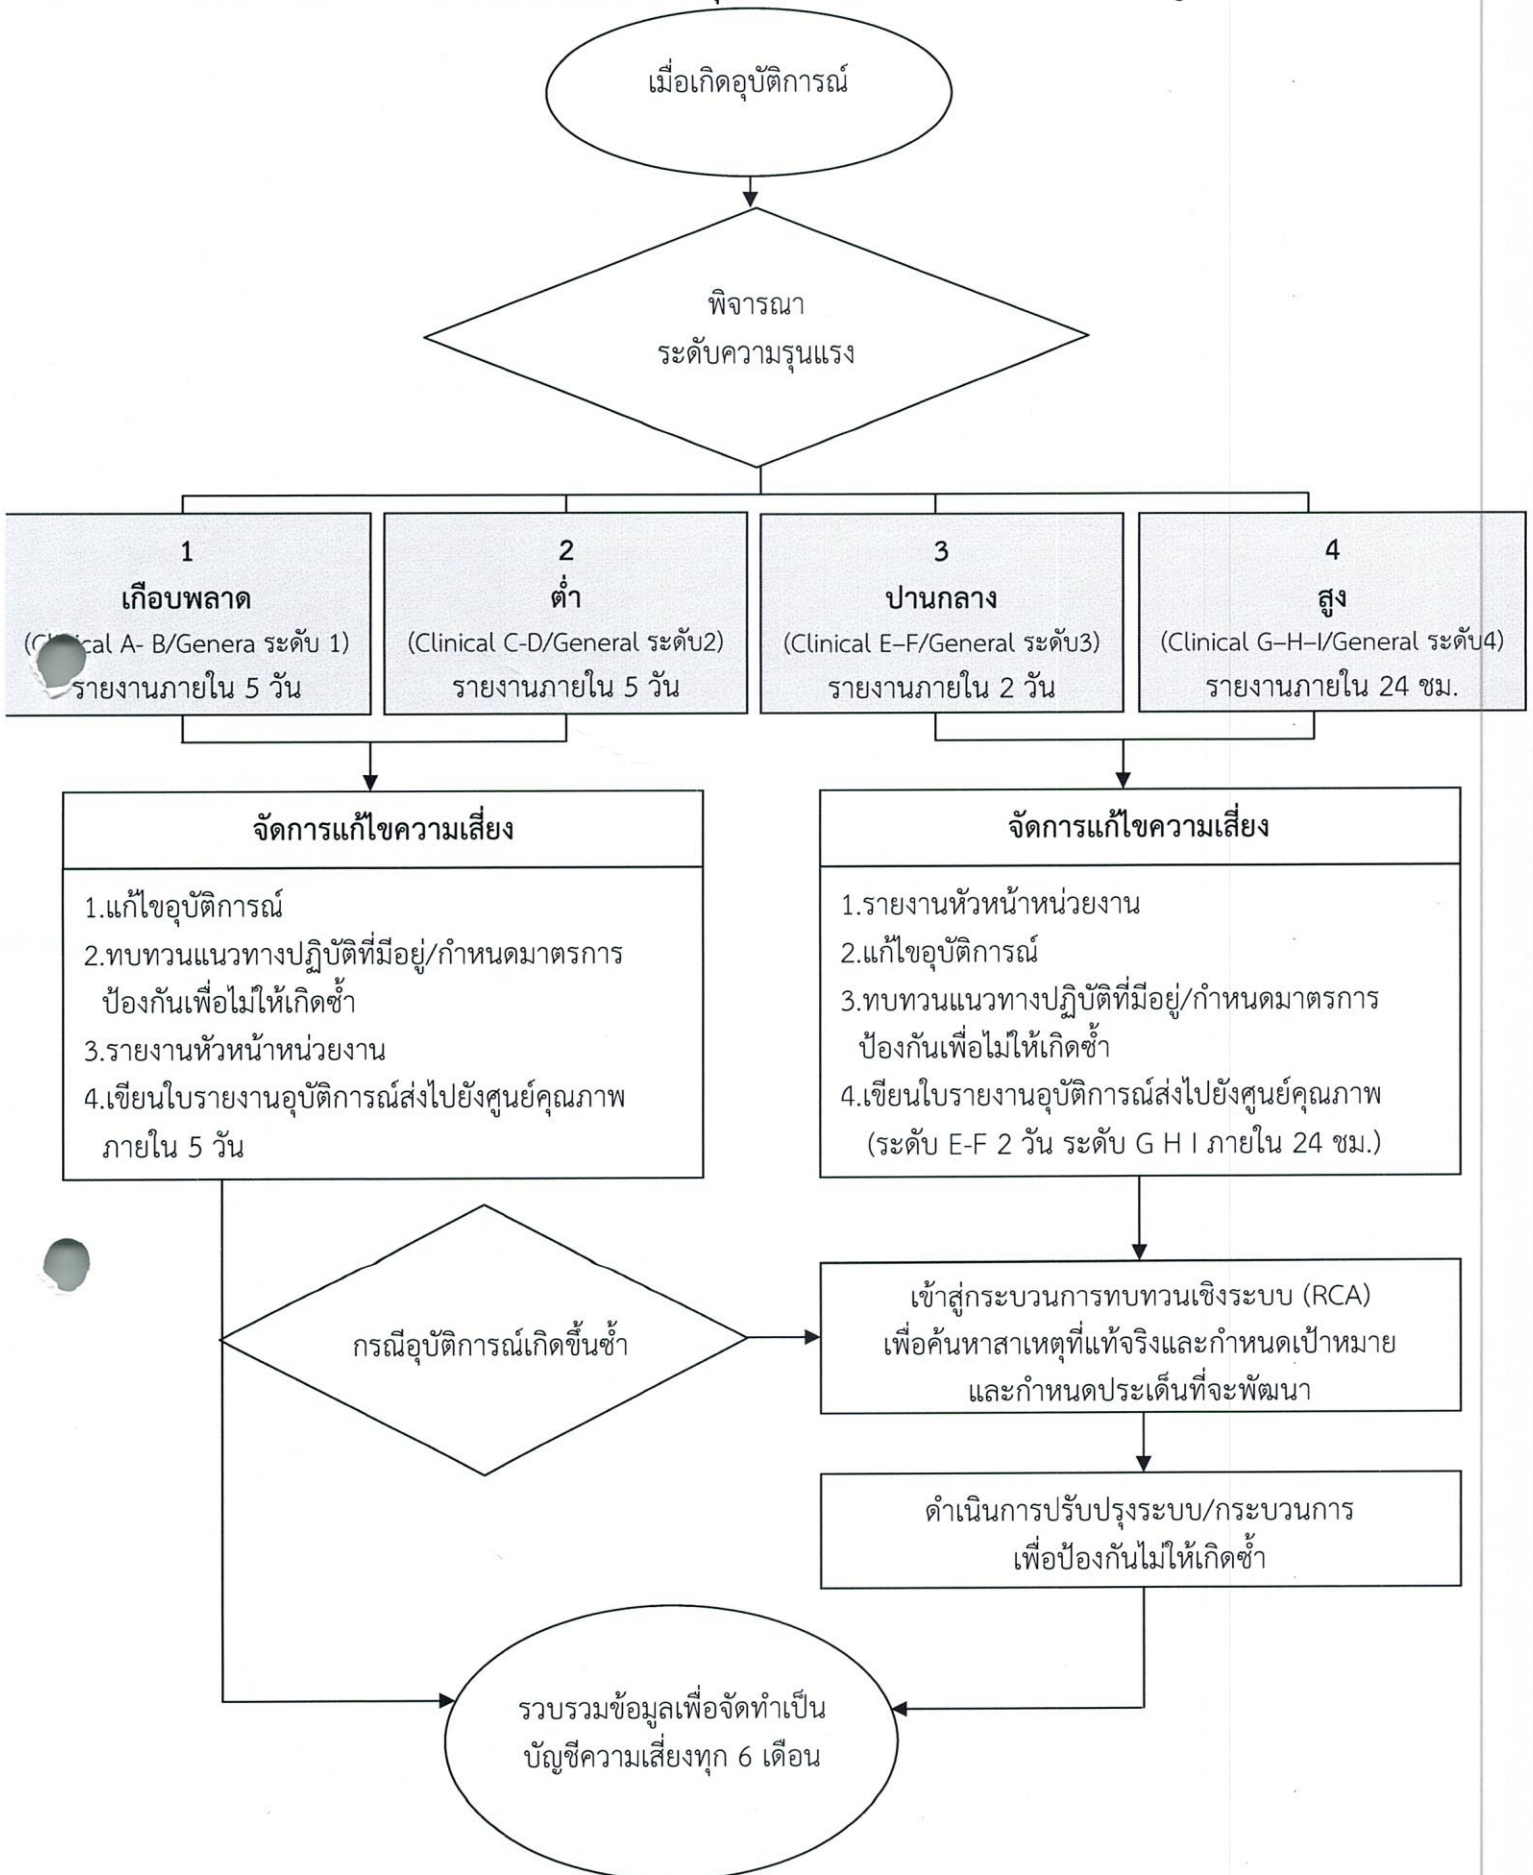 เมื่อเกิดอุบัติการณ์
พิจารณา
ระดับความรุนแรง
1
เกือบพลาด
A- B/Genera ระดับ 1)
รายงานภายใน 5 วัน
2
ต่ำ
(Clinical C-D/General ระดับ2)
รายงานภายใน 5 วัน
3
ปานกลาง
(Clinical E–F/General ระดับ3)
รายงานภายใน 2 วัน
4
สูง
(Clinical G–H–I/General ระดับ4)
รายงานภายใน 24 ชม.
จัดการแก้ไขความเสี่ยง
1.แก้ไขอุบัติการณ์
2.ทบทวนแนวทางปฏิบัติที่มีอยู่/กำหนดมาตรการ
ป้องกันเพื่อไม่ให้เกิดซ้ำ
3.รายงานหัวหน้าหน่วยงาน
4.เขียนใบรายงานอุบัติการณ์ส่งไปยังศูนย์คุณภาพ
ภายใน 5 วัน
จัดการแก้ไขความเสี่ยง
1.รายงานหัวหน้าหน่วยงาน
2.แก้ไขอุบัติการณ์
3.ทบทวนแนวทางปฏิบัติที่มีอยู่/กำหนดมาตรการ
ป้องกันเพื่อไม่ให้เกิดซ้ำ
4.เขียนใบรายงานอุบัติการณ์ส่งไปยังศูนย์คุณภาพ
(ระดับ E-F 2 วัน ระดับ G H I ภายใน 24 ชม.)
กรณีอุบัติการณ์เกิดขึ้นซ้ำ
เข้าสู่กระบวนการทบทวนเชิงระบบ (RCA)
เพื่อค้นหาสาเหตุที่แท้จริงและกำหนดเป้าหมาย
และกำหนดประเด็นที่จะพัฒนา
ดำเนินการปรับปรุงระบบ/กระบวนการ
เพื่อป้องกันไม่ให้เกิดซ้ำ
รวบรวมข้อมูลเพื่อจัดทำเป็น
บัญชีความเสี่ยงทุก 6 เดือน